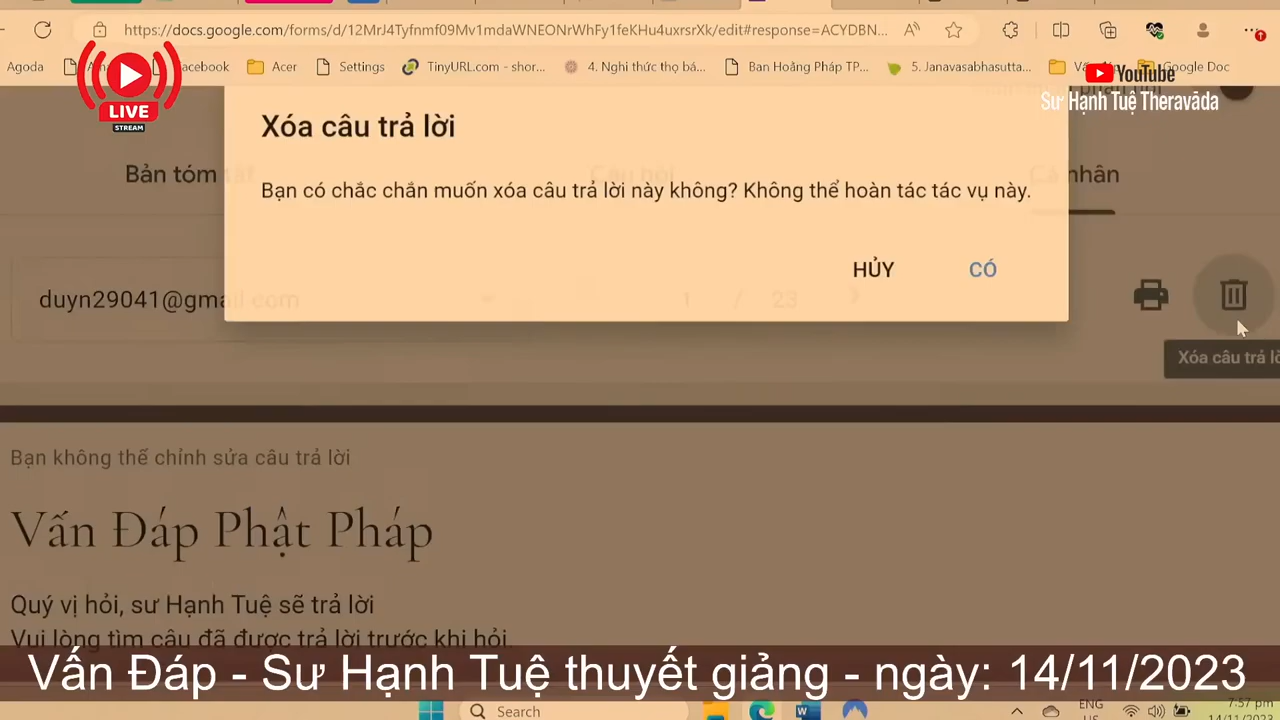 https://docs.google.com/forms/d/12MrJ4Tyfnmf09Mv1mdaWNEONrWhFy1feKHu4uxrsrXk/edit#response=ACYDBN...
Agoda
Facebook
Acer
Settings
TinyURL.com - shor...
4. Nghi thức thọ bá...
Ban Hoằng Pháp TP...
5. Janavasabhasutta...
Google Doc
LIVE
STREAM
YouTube
Sư Hạnh Tuệ Theravāda
Xóa câu trả lời
Bản tóm tắt
Câu hỏi
Cá nhân
Bạn có chắc chắn muốn xóa câu trả lời này không? Không thể hoàn tác tác vụ này.
HỦY
CÓ
duyn29041@gmail.com
1 / 23
Xóa câu trả lờ
Bạn không thể chỉnh sửa câu trả lời
Vấn Đáp Phật Pháp
Quý vị hỏi, sư Hạnh Tuệ sẽ trả lời
Vui lòng tìm câu đã được trả lời trước khi hỏi.
Vấn Đáp - Sư Hạnh Tuệ thuyết giảng - ngày: 14/11/2023
Search
ENG
7:57 pm
14/11/2023